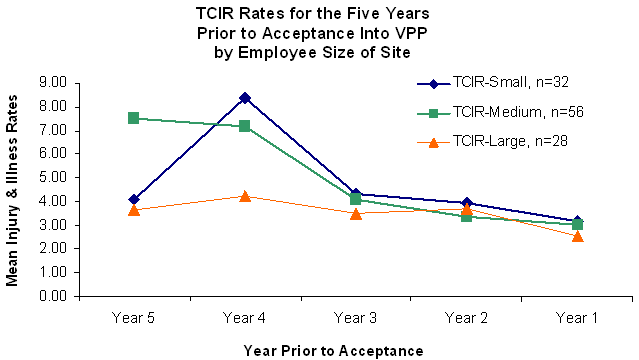 TCIR Rates for the Five Years
Prior to Acceptance Into VPP
by Employee Size of Site
9.00
8.00
7.00
6.00
5.00
4.00
3.00
2.00
1.00
0.00
Mean Injury & Illness Rates
TCIR-Small, n=32
TCIR-Medium, n=56
TCIR-Large, n=28
Year 5 Year 4 Year 3 Year 2 Year 1
Year Prior to Acceptance